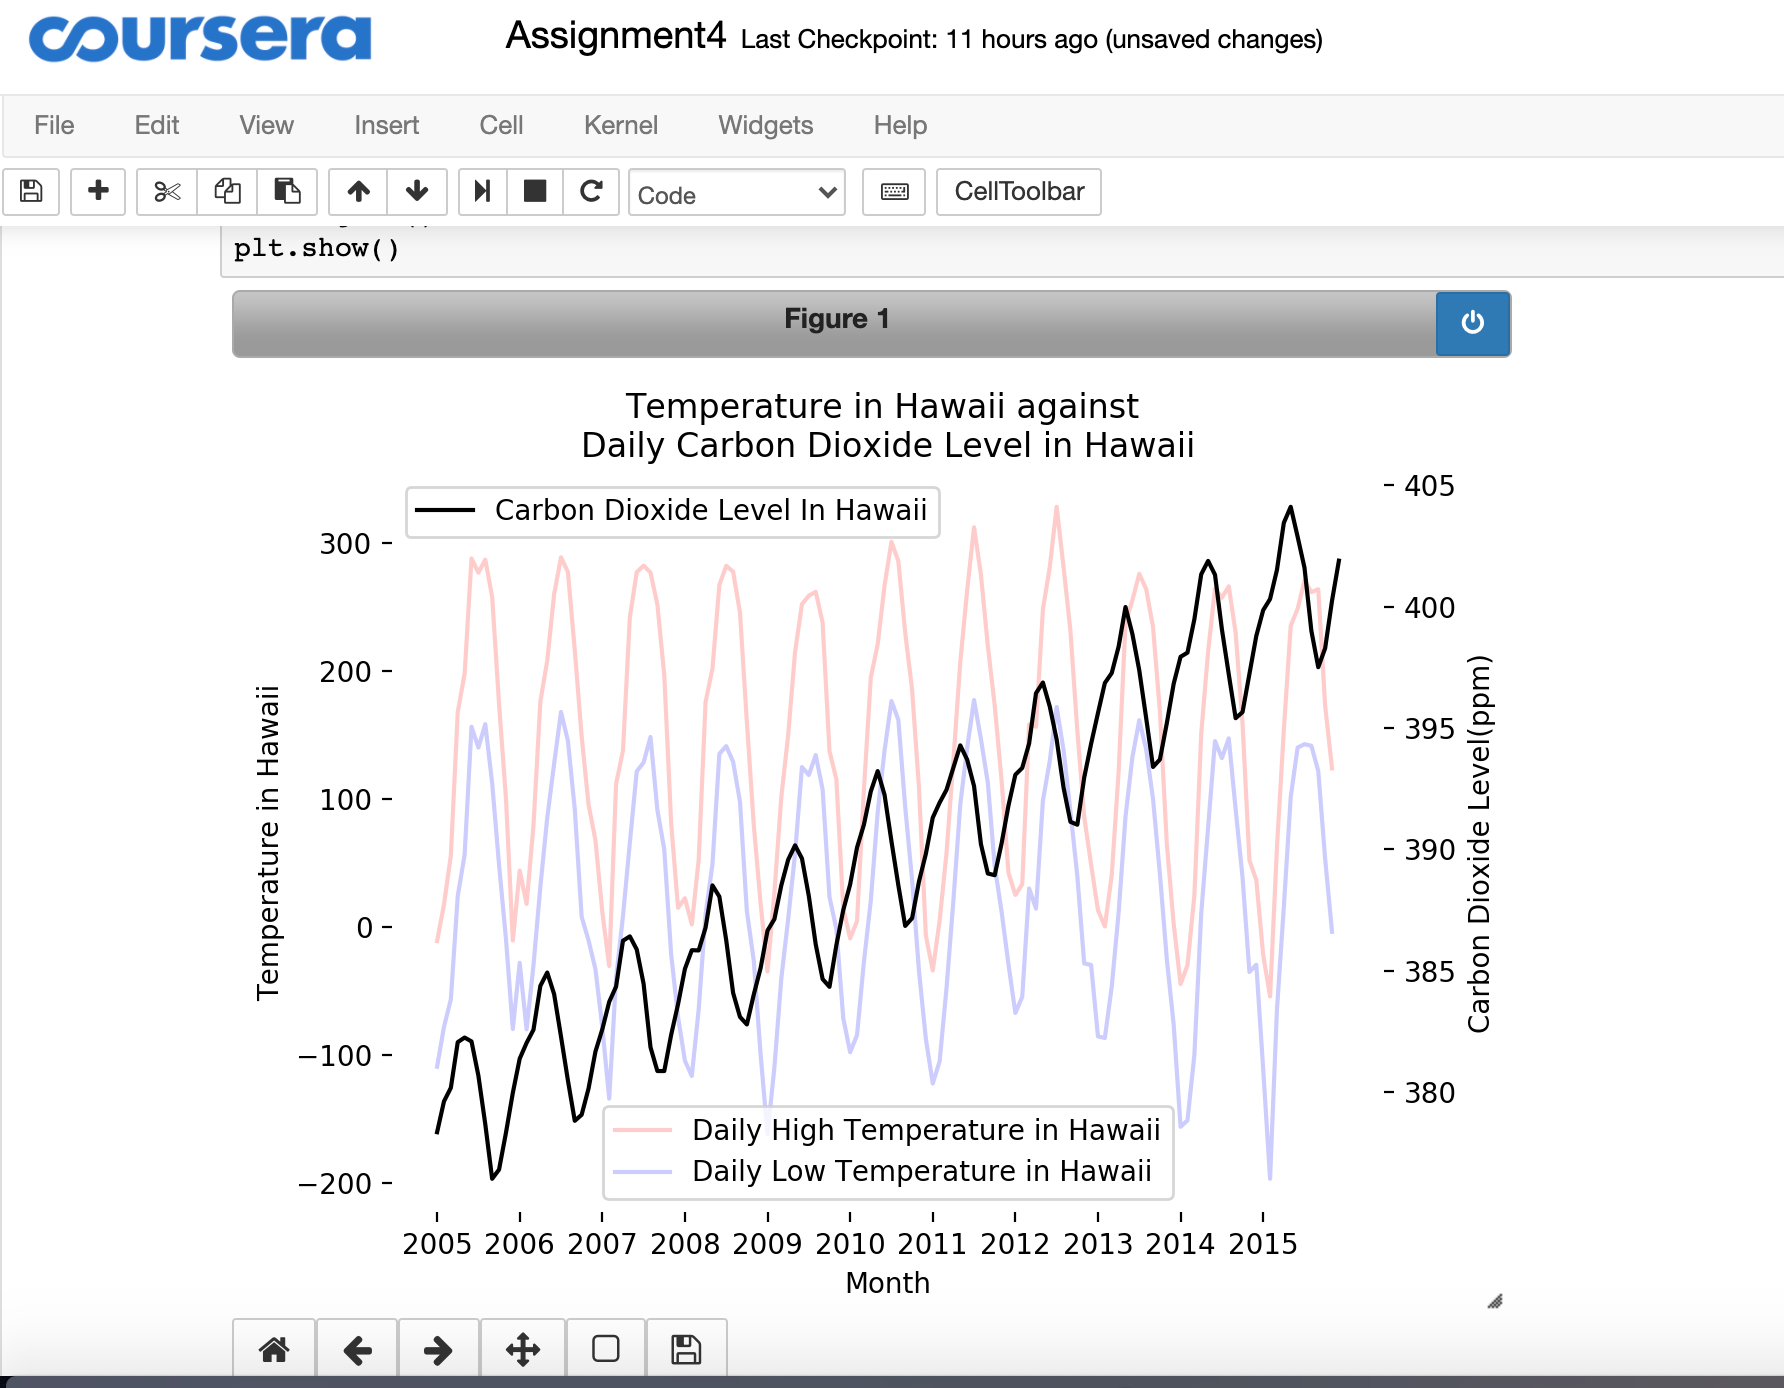 coursera
Assignment4 Last Checkpoint: 11 hours ago (unsaved changes)
File Edit View Insert Cell Kernel Widgets Help
Code CellToolbar
plt.show()
Figure 1
Temperature in Hawaii against
Daily Carbon Dioxide Level in Hawaii
Carbon Dioxide Level In Hawaii
Temperature in Hawaii
300
200
100
0
−100
−200
405
400
395
390
385
380
Carbon Dioxide Level(ppm)
Daily High Temperature in Hawaii
Daily Low Temperature in Hawaii
2005 2006 2007 2008 2009 2010 2011 2012 2013 2014 2015
Month